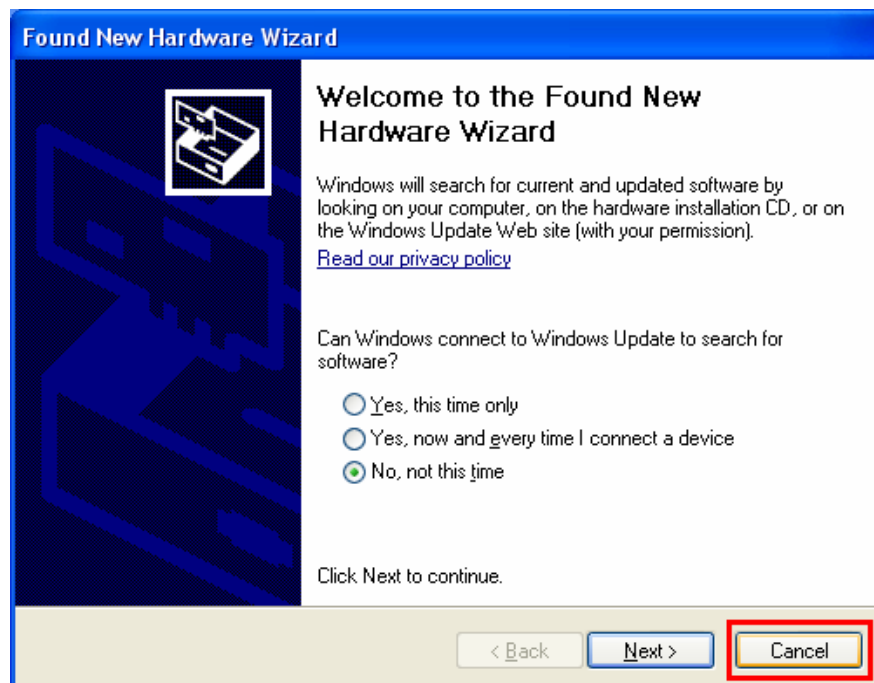 Found New Hardware Wizard
Welcome to the Found New
Hardware Wizard
Windows will search for current and updated software by
looking on your computer, on the hardware installation CD, or on
the Windows Update Web site (with your permission).
Read our privacy policy
Can Windows connect to Windows Update to search for
software?
Yes, this time only
Yes, now and every time I connect a device
No, not this time
Click Next to continue.
< Back Next > Cancel